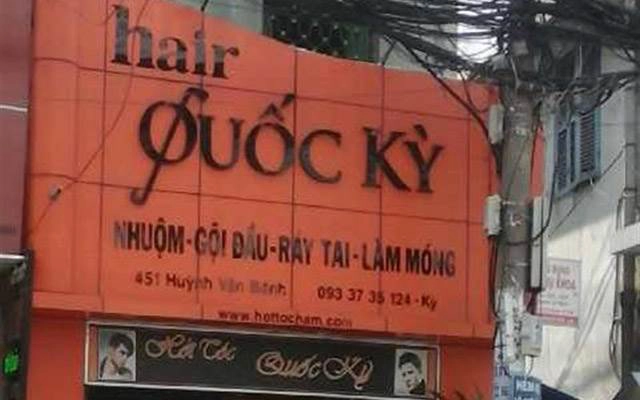 hair
QUỐC KỲ
NHUỘM-GỘI ĐẦU-RÁY TAI-LÀM MÓNG
451 Huỳnh Văn Bánh 093 37 35 124-Kỳ
www.hottocham.com
Hớt Tóc Quốc Kỳ